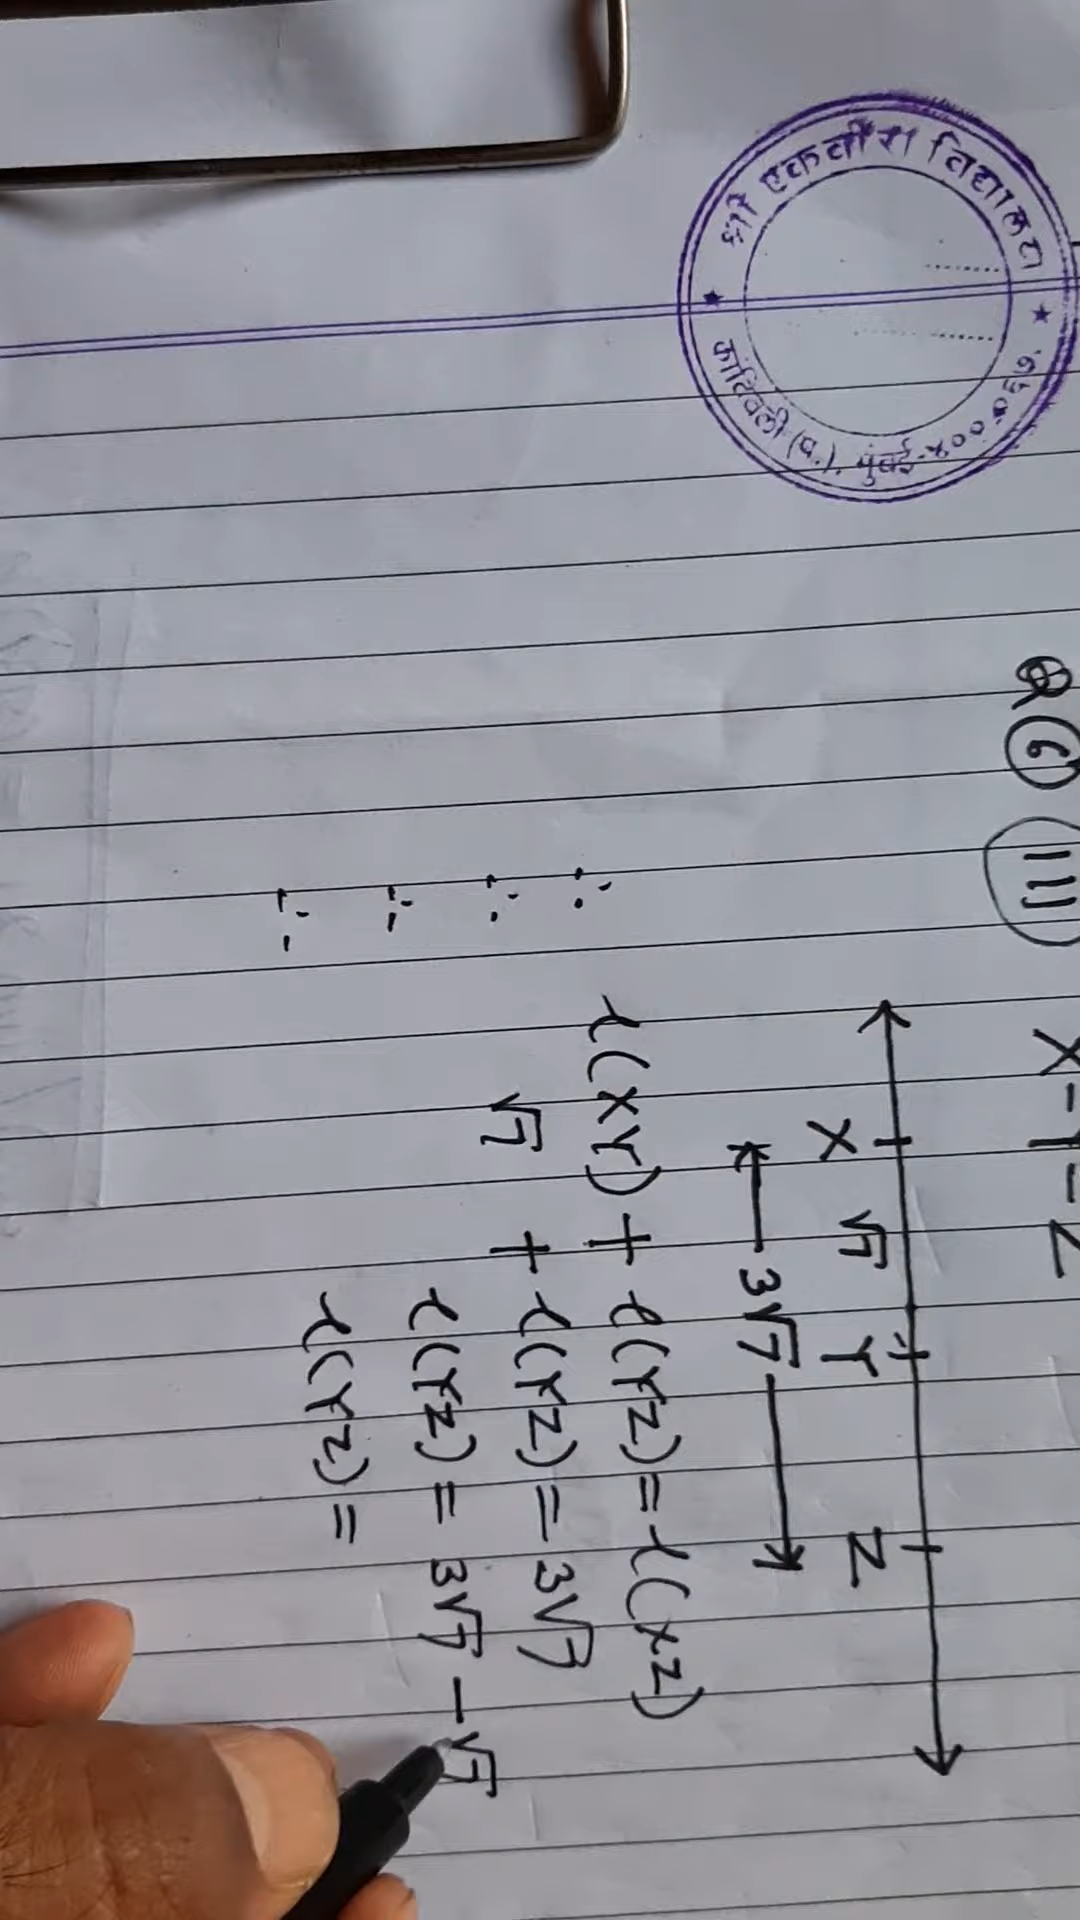 श्री एकवीरा विद्यालय
कांदिवली (प.), मुंबई-४०० ०६७.
Q 6 III X-Y-Z
X √7 Y Z
3√7
l(XY) + l(YZ) = l(XZ)
∴ √7 + l(YZ) = 3√7
∴ l(YZ) = 3√7 - √7
∴ l(YZ) =